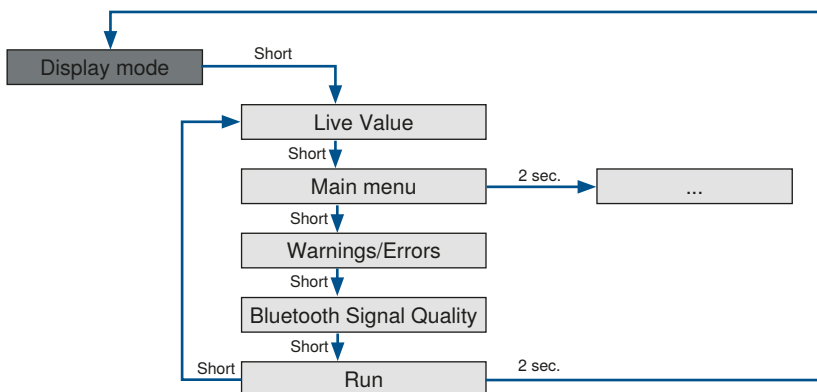 Display mode
Short
Live Value
Short
Main menu
2 sec.
...
Short
Warnings/Errors
Short
Bluetooth Signal Quality
Short
Short
Run
2 sec.